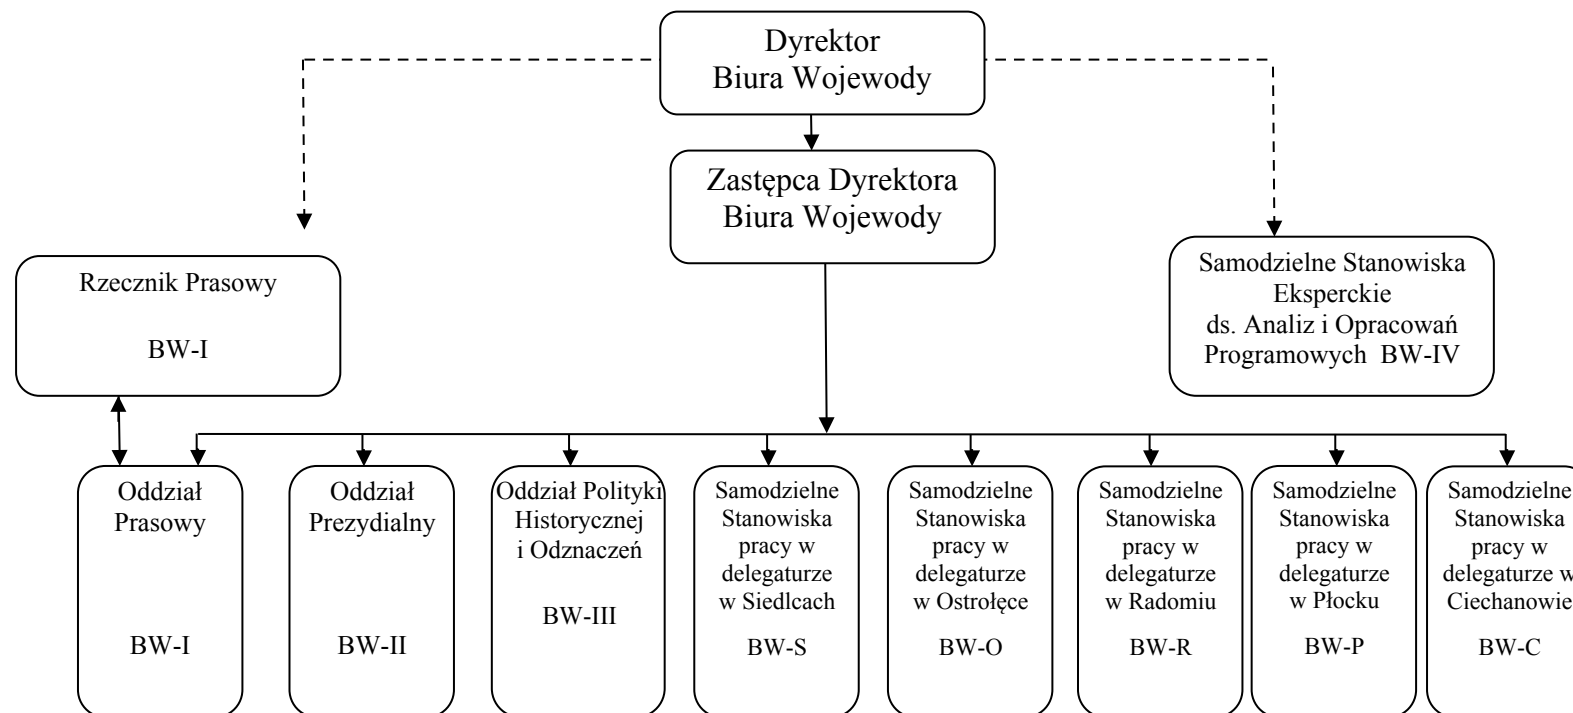 Dyrektor
Biura Wojewody
Zastępca Dyrektora
Biura Wojewody
Rzecznik Prasowy
BW-I
Samodzielne Stanowiska
Eksperckie
ds. Analiz i Opracowań
Programowych BW-IV
Oddział
Prasowy
BW-I
Oddział
Prezydialny
BW-II
Oddział Polityki
Historycznej
i Odznaczeń
BW-III
Samodzielne
Stanowiska
pracy w
delegaturze
w Siedlcach
BW-S
Samodzielne
Stanowiska
pracy w
delegaturze
w Ostrołęce
BW-O
Samodzielne
Stanowiska
pracy w
delegaturze
w Radomiu
BW-R
Samodzielne
Stanowiska
pracy w
delegaturze
w Płocku
BW-P
Samodzielne
Stanowiska
pracy w
delegaturze w
Ciechanowie
BW-C